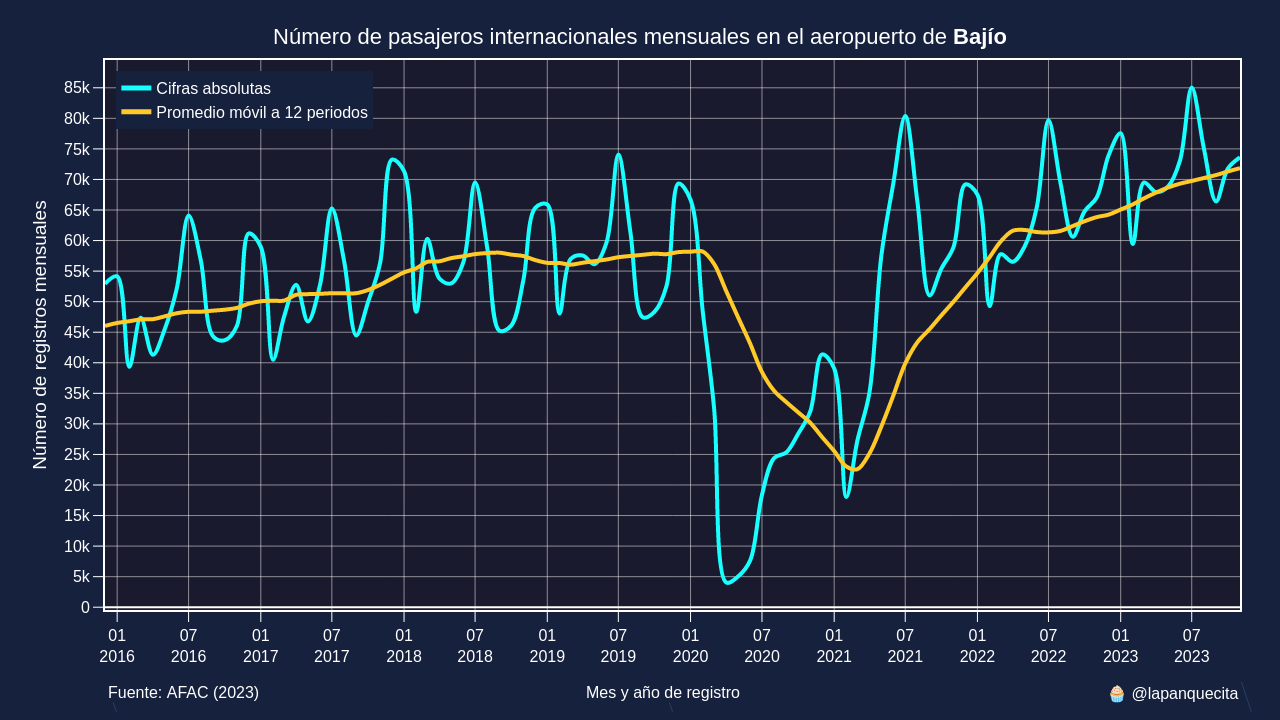 Número de pasajeros internacionales mensuales en el aeropuerto de Bajío
Cifras absolutas
Promedio móvil a 12 periodos
Número de registros mensuales
85k
80k
75k
70k
65k
60k
55k
50k
45k
40k
35k
30k
25k
20k
15k
10k
5k
0
01 07 01 07 01 07 01 07 01 07 01 07 01 07 01 07
2016 2016 2017 2017 2018 2018 2019 2019 2020 2020 2021 2021 2022 2022 2023 2023
Fuente: AFAC (2023) Mes y año de registro 🧁 @lapanquecita